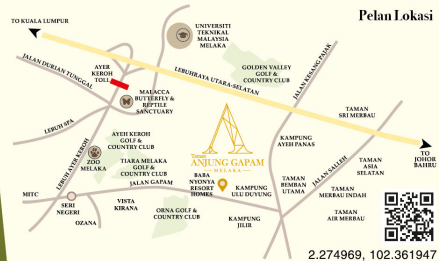 Pelan Lokasi
TO KUALA LUMPUR
UNIVERSITI
TEKNIKAL
MALAYSIA
MELAKA
AYER
KEROH
TOLL
JALAN DURIAN TUNGGAL
LEBUHRAYA UTARA-SELATAN
GOLDEN VALLEY
GOLF &
COUNTRY CLUB
JALAN KESANG PAJAK
MALACCA
BUTTERFLY &
REPTILE
SANCTUARY
TAMAN
SRI MERBAU
LEBUH SPA
AYEH KEROH
GOLF &
COUNTRY CLUB
LEBUH AYER KEROH
ZOO
MELAKA
TIARA MELAKA
GOLF &
COUNTRY CLUB
Taman
ANJUNG GAPAM
MELAKA
KAMPUNG
AYEH PANAS
TO
JOHOR
BAHRU
JALAN SALLEH
TAMAN
ASIA
SELATAN
MITC
JALAN GAPAM
BABA
NYONYA
RESORT
HOMES
KAMPUNG
ULU DUYUNG
TAMAN
BEMBAN
UTAMA
TAMAN
MERBAU INDAH
SERI
NEGERI
VISTA
KIRANA
OZANA
ORNA GOLF &
COUNTRY CLUB
KAMPUNG
JILIR
TAMAN
AIR MERBAU
2.274969, 102.361947